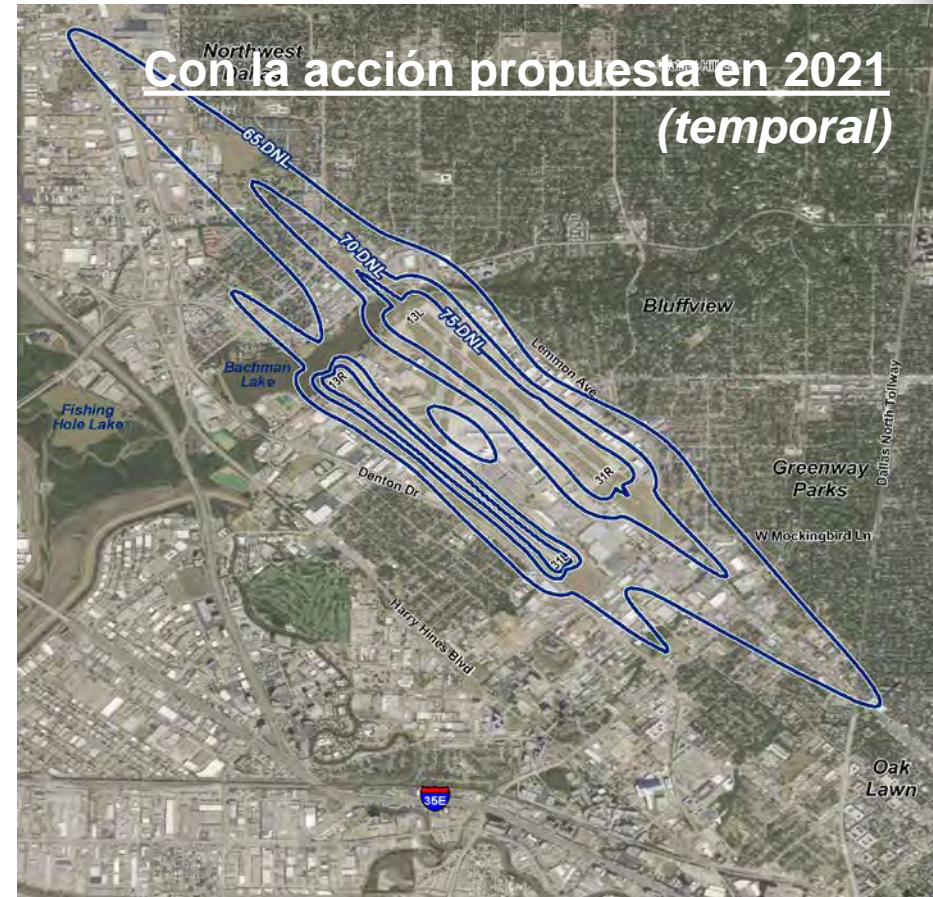 Northwest
Dallas
Con la acción propuesta en 2021
(temporal)
65 DNL
70 DNL
75 DNL
13L
Bluffview
Lemmon Ave
Bachman
Lake
13R
Fishing
Hole Lake
Dallas North Tollway
Denton Dr
31R
Greenway
Parks
W Mockingbird Ln
31L
Harry Hines Blvd
Oak
Lawn
35E